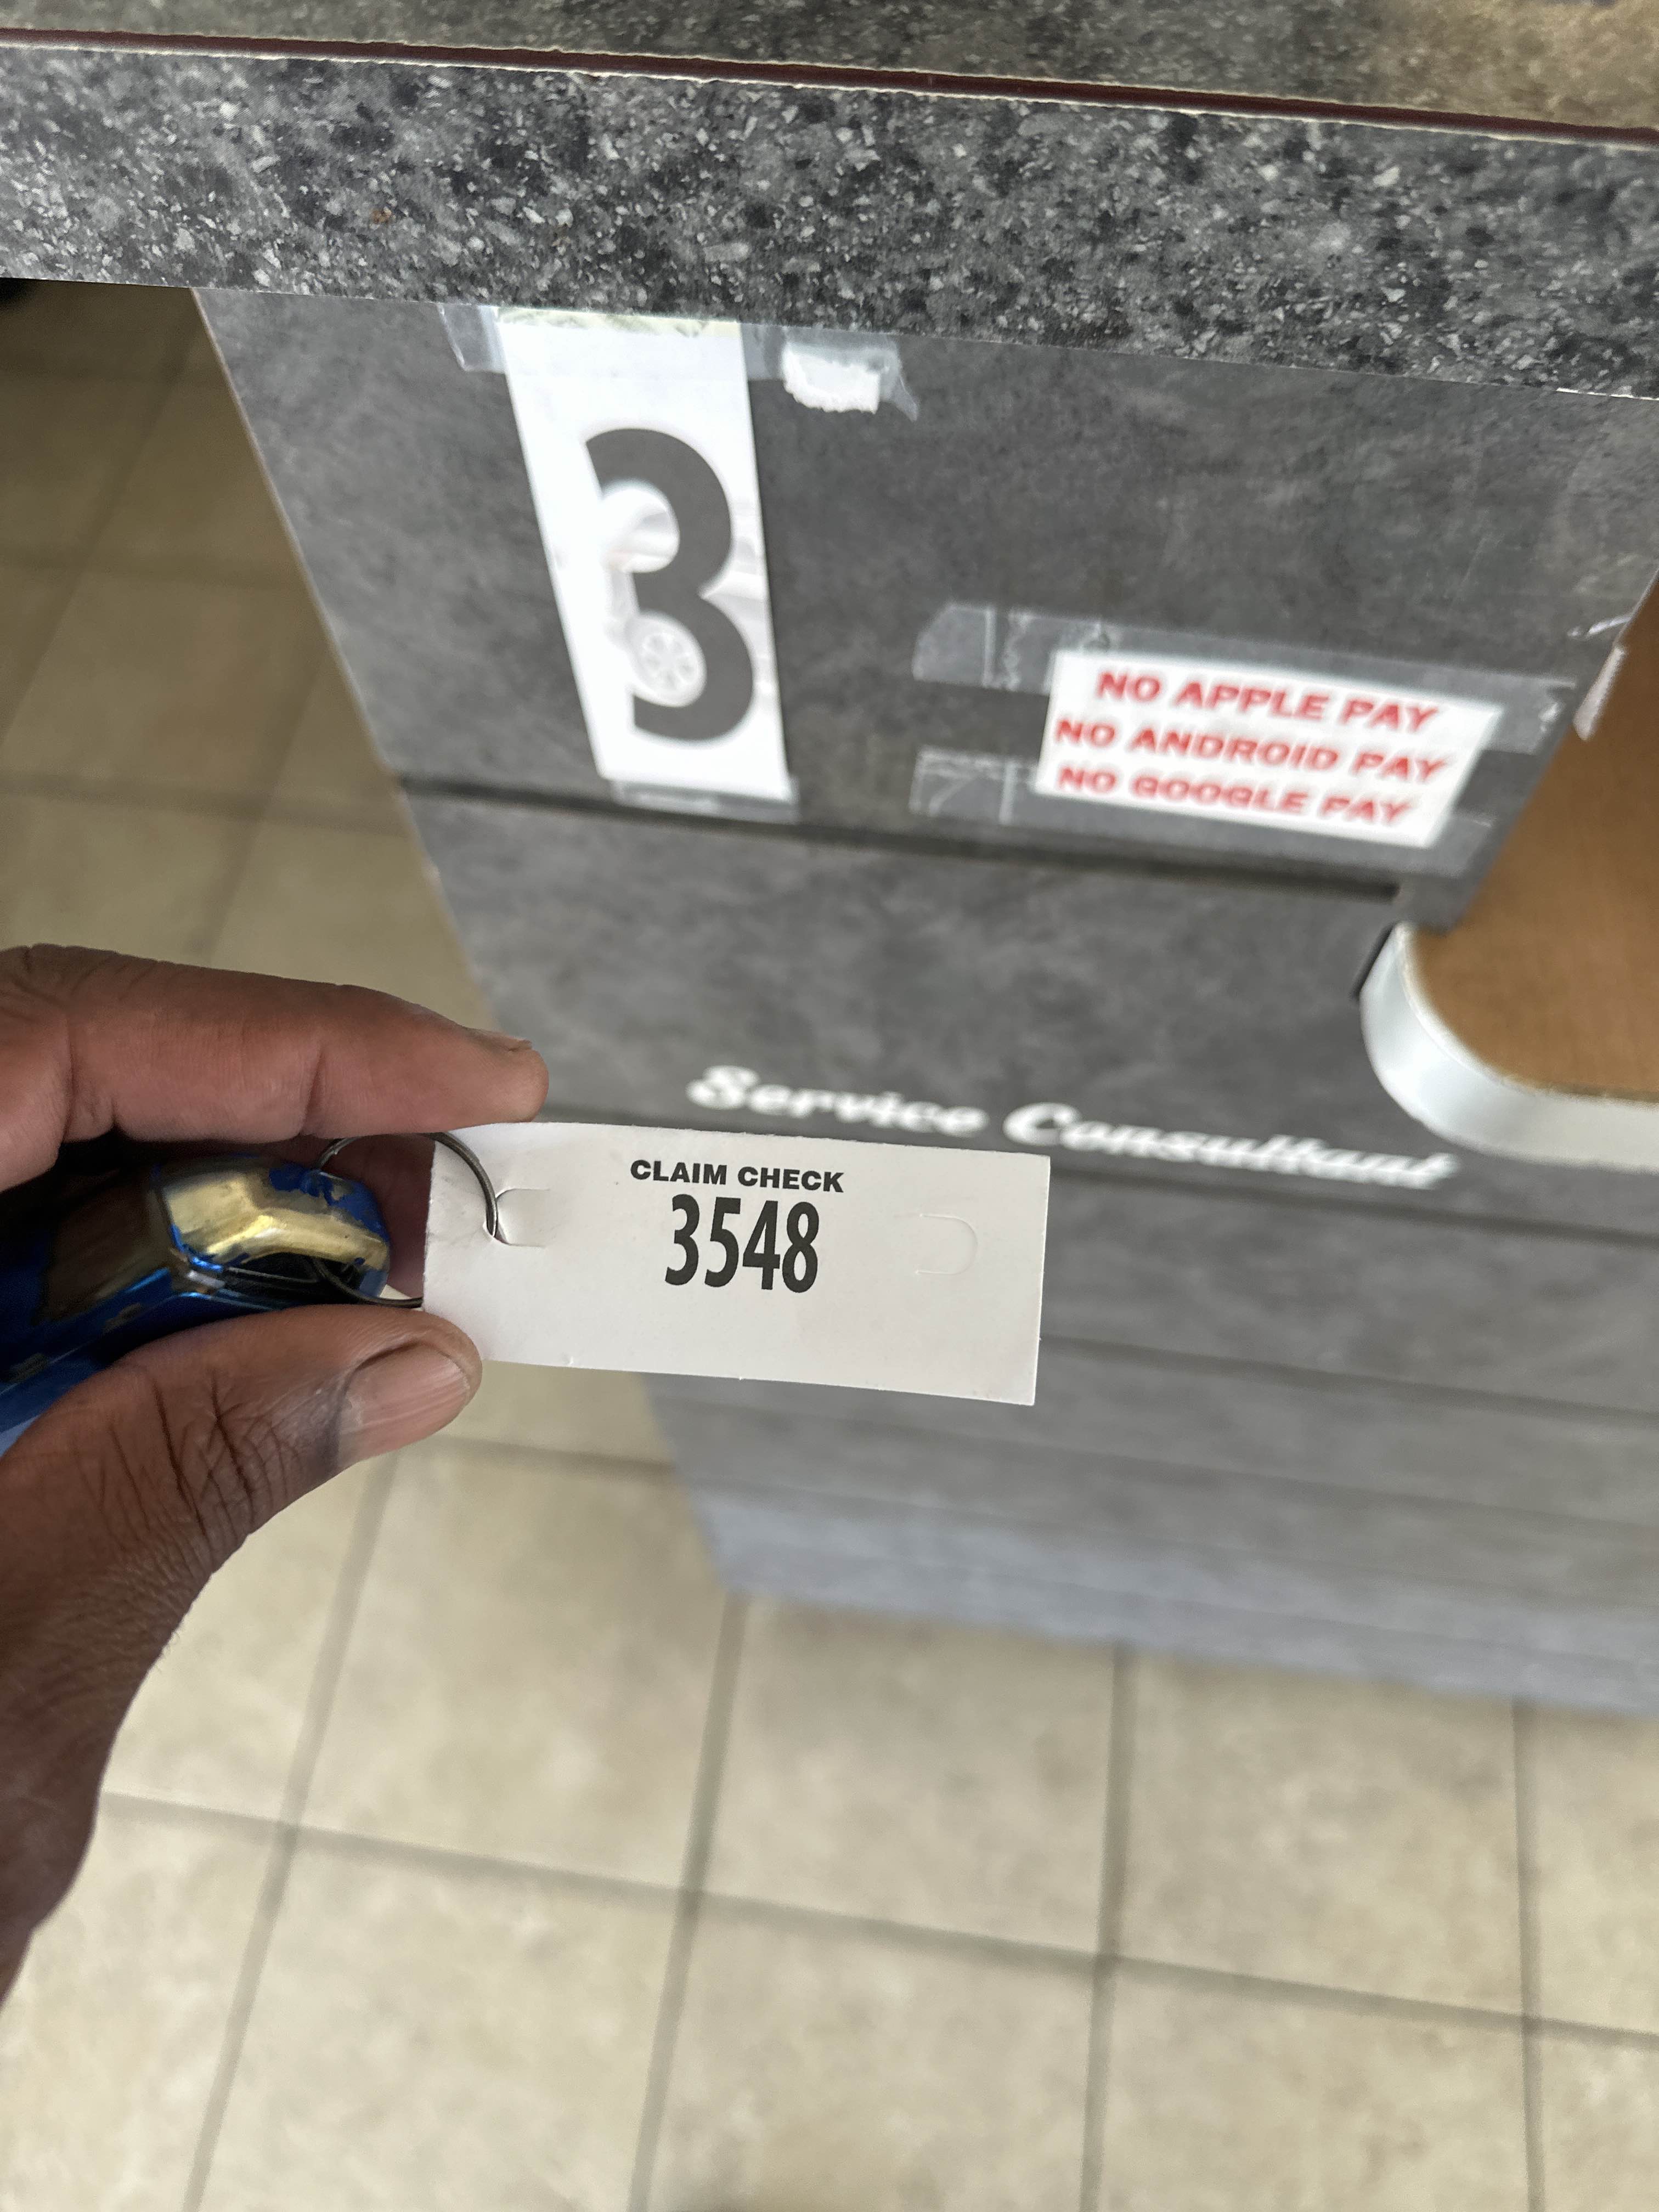 3
NO APPLE PAY
NO ANDROID PAY
NO GOOGLE PAY
Service Consultant
CLAIM CHECK
3548